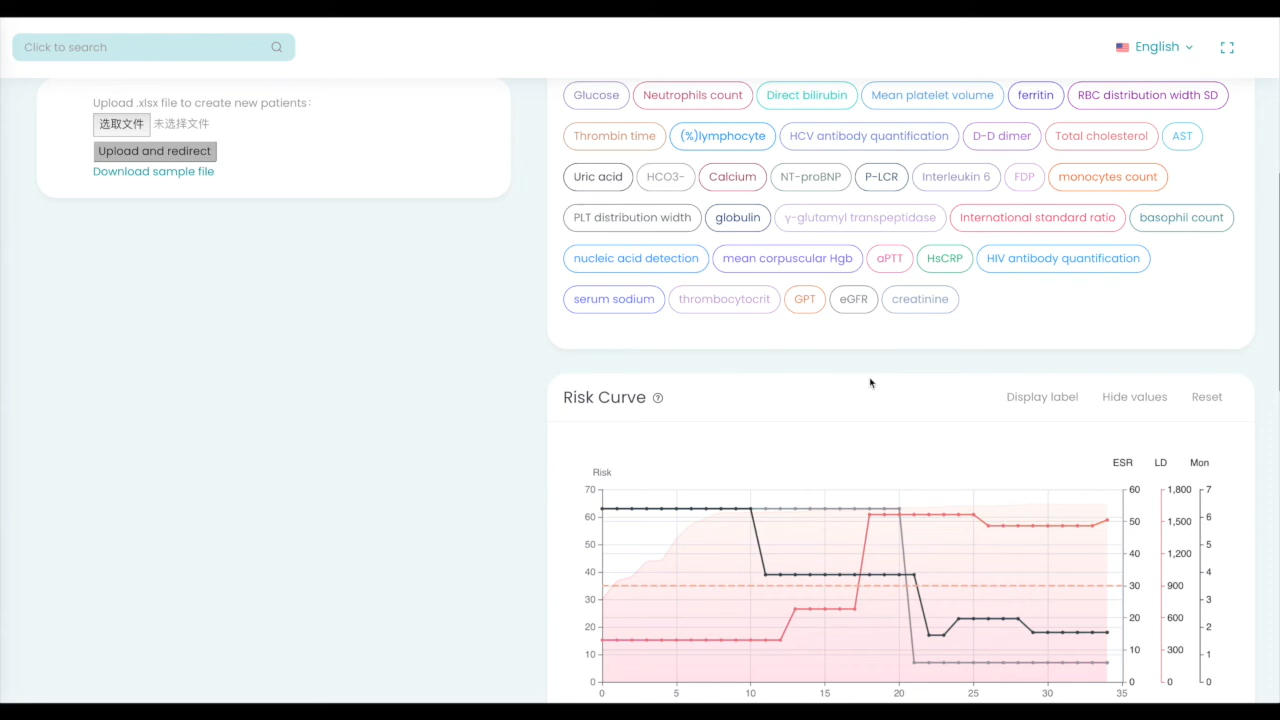 Click to search
English
Upload .xlsx file to create new patients:
选取文件 未选择文件
Upload and redirect
Download sample file
Glucose Neutrophils count Direct bilirubin Mean platelet volume ferritin RBC distribution width SD
Thrombin time (%)lymphocyte HCV antibody quantification D-D dimer Total cholesterol AST
Uric acid HCO3- Calcium NT-proBNP P-LCR Interleukin 6 FDP monocytes count
PLT distribution width globulin γ-glutamyl transpeptidase International standard ratio basophil count
nucleic acid detection mean corpuscular Hgb aPTT HsCRP HIV antibody quantification
serum sodium thrombocytocrit GPT eGFR creatinine
Risk Curve ? Display label Hide values Reset
Risk ESR LD Mon
70 60 1,800 7
60 50 1,500 6
50 40 1,200 5
40 30 900 4
30 20 600 3
20 10 300 2
10 0 0 1
0 0
0 5 10 15 20 25 30 35